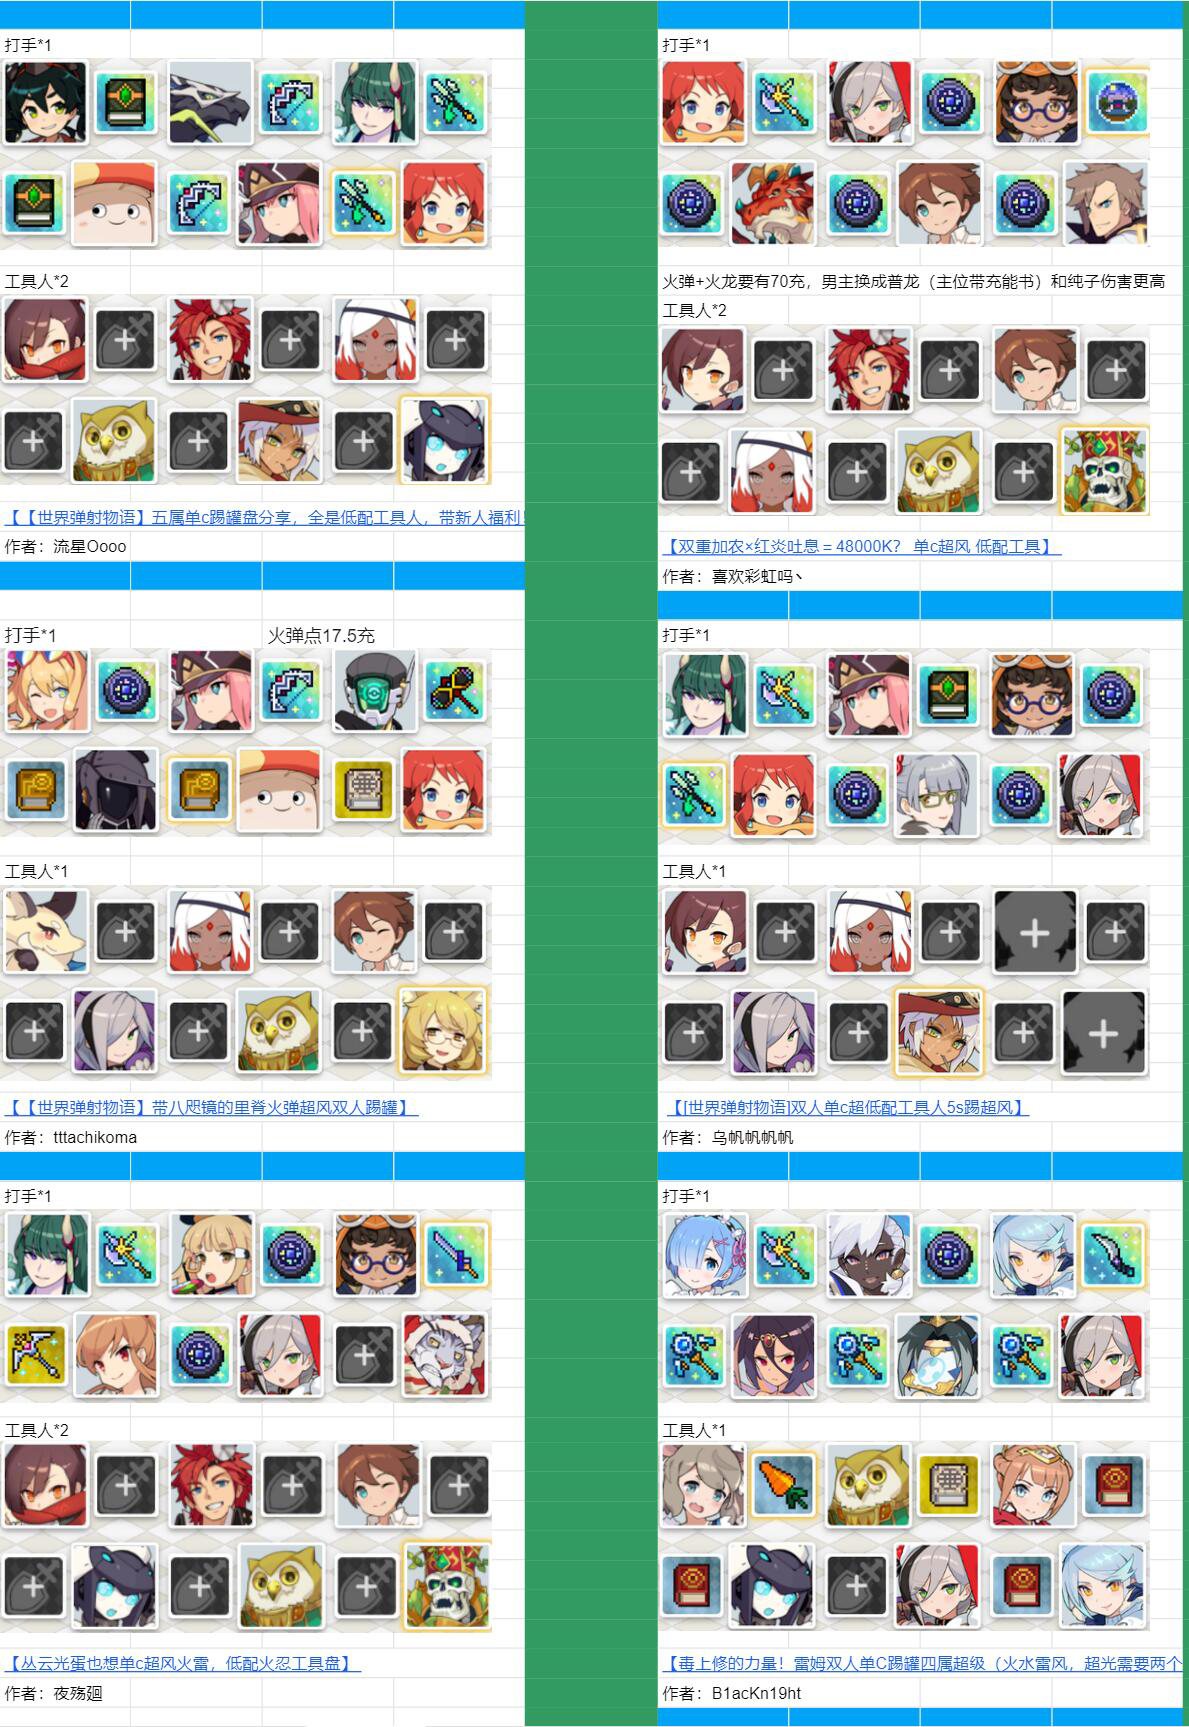 打手*1
工具人*2
【【世界弹射物语】五属单c踢罐盘分享，全是低配工具人，带新人福利!
作者：流星Oooo
打手*1
火弹+火龙要有70充，男主换成普龙（主位带充能书）和纯子伤害更高
工具人*2
【双重加农×红炎吐息＝48000K？ 单c超风 低配工具】
作者：喜欢彩虹吗丶
打手*1 火弹点17.5充
工具人*1
【【世界弹射物语】带八咫镜的里脊火弹超风双人踢罐】
作者：tttachikoma
打手*1
工具人*1
【[世界弹射物语]双人单c超低配工具人5s踢超风】
作者：乌帆帆帆帆
打手*1
工具人*2
【丛云光蛋也想单c超风火雷，低配火忍工具盘】
作者：夜殇廻
打手*1
工具人*1
【毒上修的力量！雷姆双人单C踢罐四属超级（火水雷风，超光需要两个
作者：B1acKn19ht